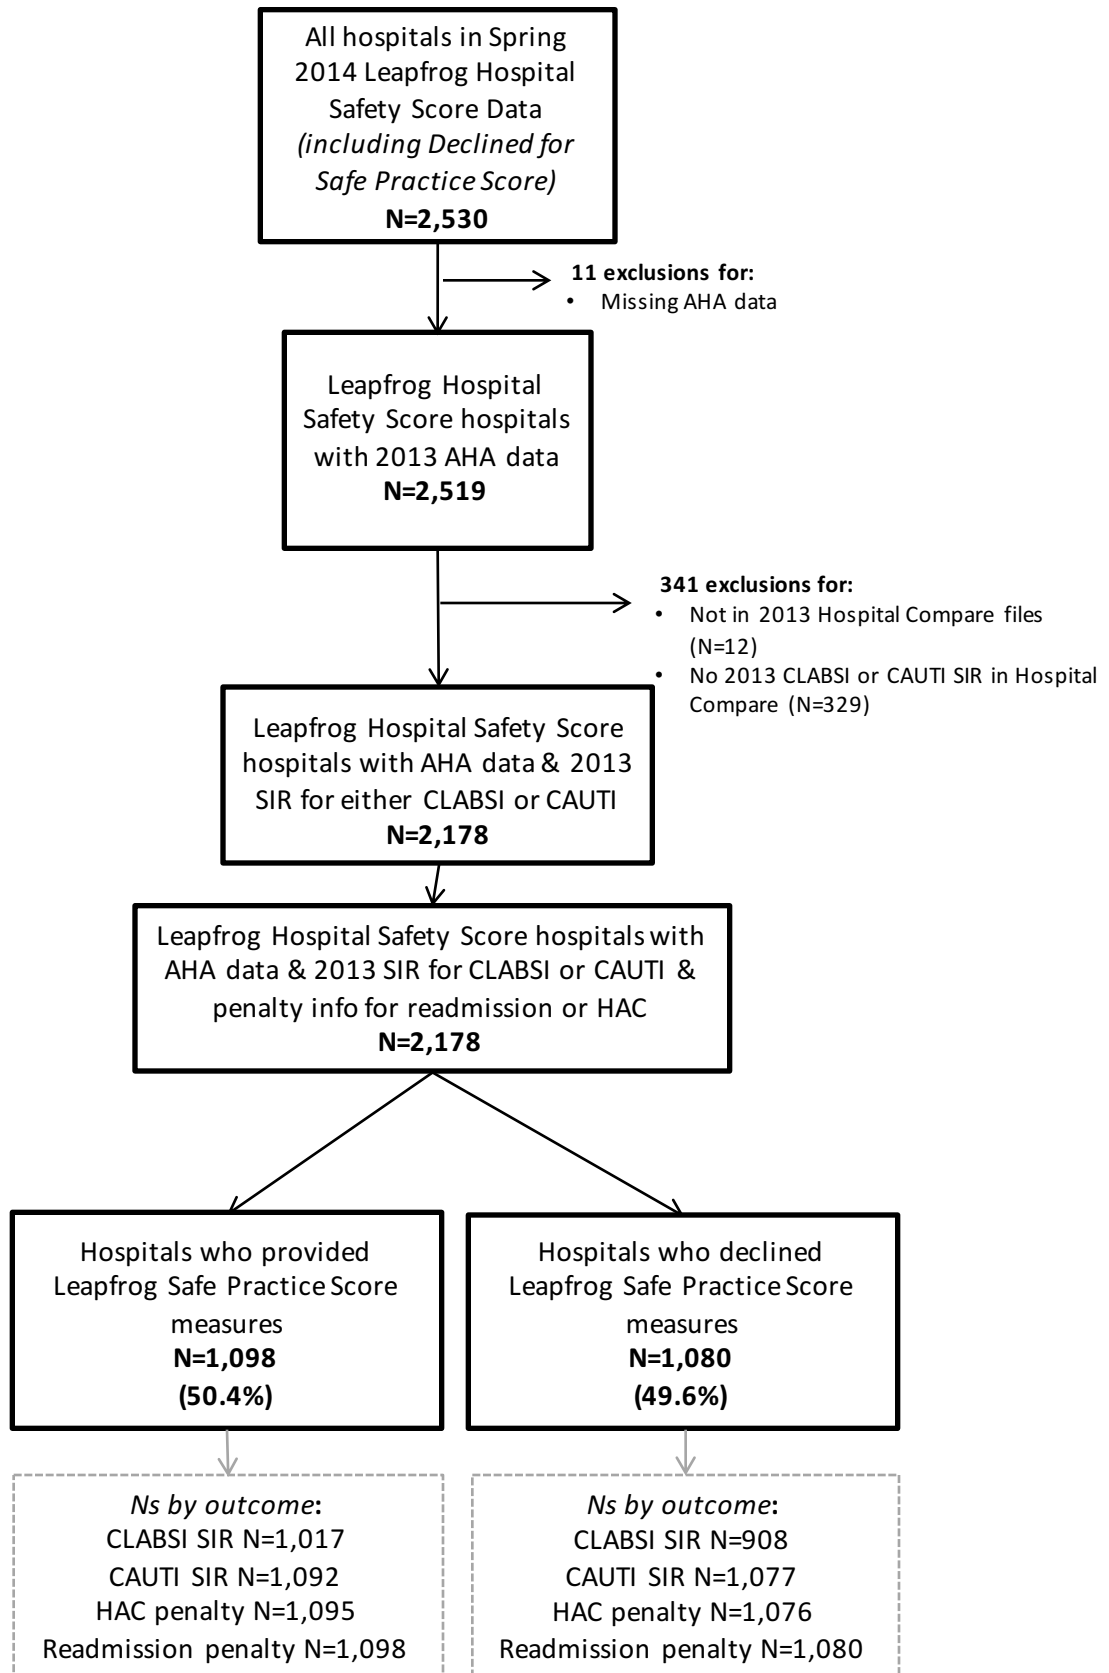 All hospitals in Spring
2014 Leapfrog Hospital
Safety Score Data
(including Declined for
Safe Practice Score)
N=2,530
11 exclusions for:
• Missing AHA data
Leapfrog Hospital
Safety Score hospitals
with 2013 AHA data
N=2,519
341 exclusions for:
• Not in 2013 Hospital Compare files
(N=12)
• No 2013 CLABSI or CAUTI SIR in Hospital
Compare (N=329)
Leapfrog Hospital Safety Score
hospitals with AHA data & 2013
SIR for either CLABSI or CAUTI
N=2,178
Leapfrog Hospital Safety Score hospitals with
AHA data & 2013 SIR for CLABSI or CAUTI &
penalty info for readmission or HAC
N=2,178
Hospitals who provided
Leapfrog Safe Practice Score
measures
N=1,098
(50.4%)
Hospitals who declined
Leapfrog Safe Practice Score
measures
N=1,080
(49.6%)
Ns by outcome:
CLABSI SIR N=1,017
CAUTI SIR N=1,092
HAC penalty N=1,095
Readmission penalty N=1,098
Ns by outcome:
CLABSI SIR N=908
CAUTI SIR N=1,077
HAC penalty N=1,076
Readmission penalty N=1,080